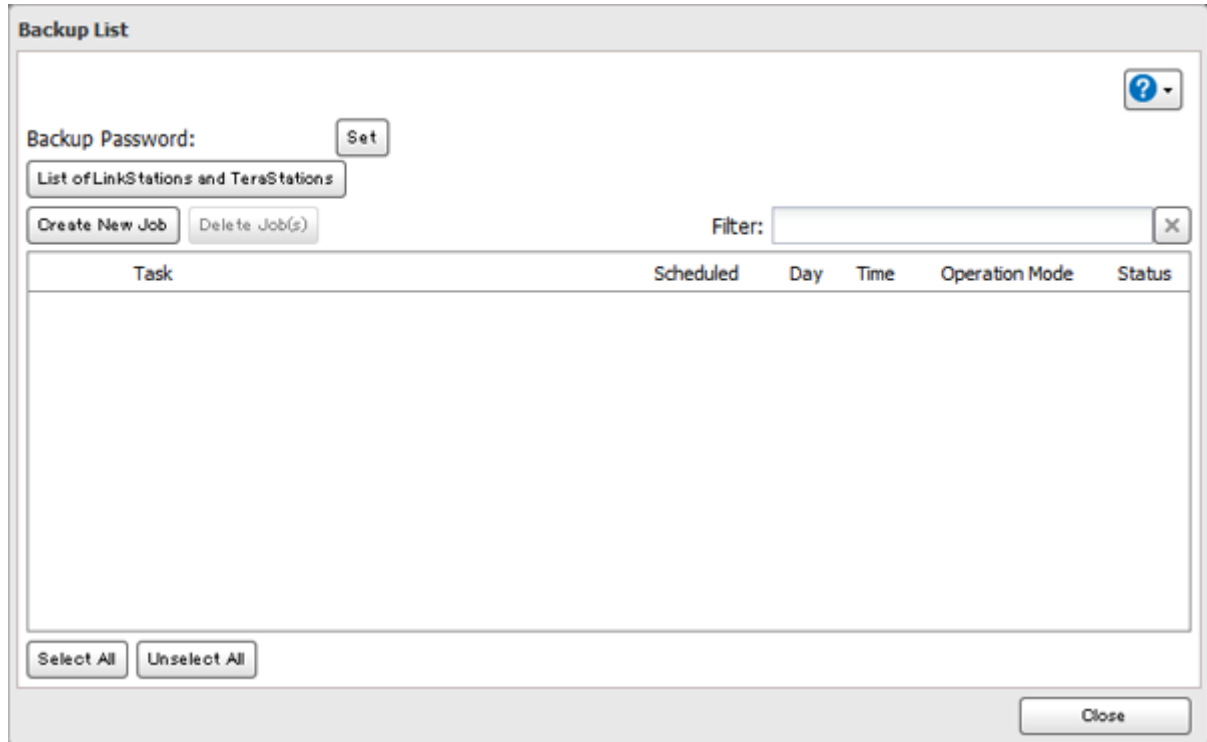 Backup List
Backup Password: Set
List of LinkStations and TeraStations
Create New Job Delete Job(s) Filter:
Task Scheduled Day Time Operation Mode Status
Select All Unselect All
Close